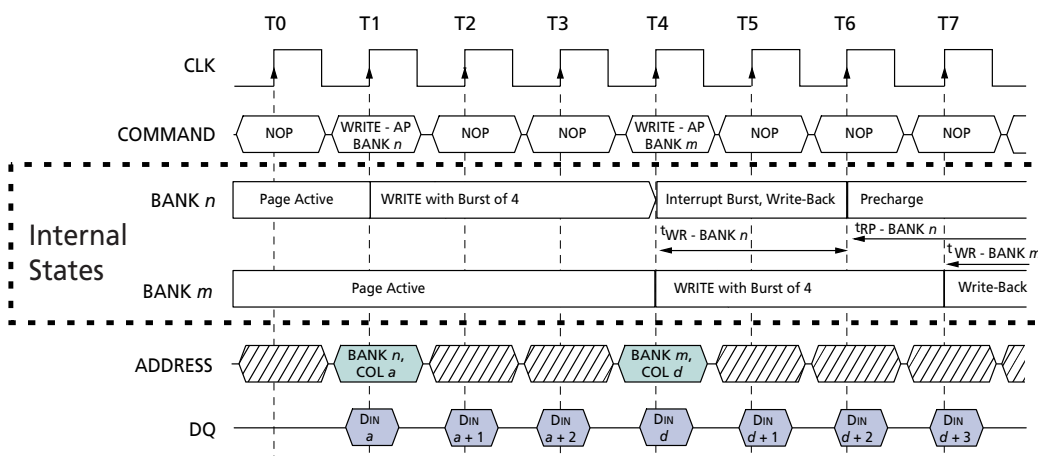 T0 T1 T2 T3 T4 T5 T6 T7
CLK
COMMAND NOP WRITE - AP BANK n NOP NOP WRITE - AP BANK m NOP NOP NOP
BANK n Page Active WRITE with Burst of 4 Interrupt Burst, Write-Back Precharge
Internal States
tWR - BANK n tRP - BANK n
tWR - BANK m
BANK m Page Active WRITE with Burst of 4 Write-Back
ADDRESS BANK n, COL a BANK m, COL d
DQ DIN a DIN a + 1 DIN a + 2 DIN d DIN d + 1 DIN d + 2 DIN d + 3